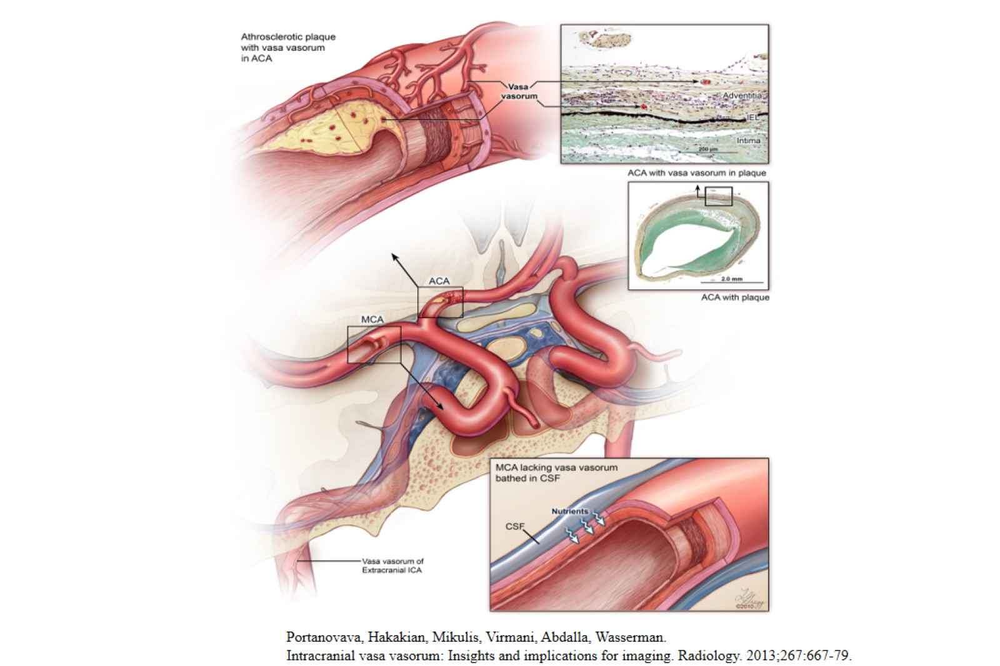 Athrosclerotic plaque
with vasa vasorum
in ACA
Vasa
vasorum
Adventitia
IEL
Intima
200 µm
ACA with vasa vasorum in plaque
2.0 mm
ACA with plaque
ACA
MCA
MCA lacking vasa vasorum
bathed in CSF
Nutrients
CSF
Vasa vasorum of
Extracranial ICA
©2010
Portanovava, Hakakian, Mikulis, Virmani, Abdalla, Wasserman.
Intracranial vasa vasorum: Insights and implications for imaging. Radiology. 2013;267:667-79.